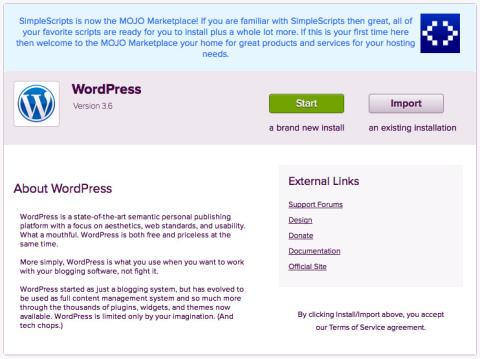 SimpleScripts is now the MOJO Marketplace! If you are familiar with SimpleScripts then great, all of
your favorite scripts are ready for you to install plus a whole lot more. If this is your first time here
then welcome to the MOJO Marketplace your home for great products and services for your hosting
needs.
WordPress
Version 3.6
Start
a brand new install
Import
an existing installation
About WordPress
WordPress is a state-of-the-art semantic personal publishing
platform with a focus on aesthetics, web standards, and usability.
What a mouthful. WordPress is both free and priceless at the
same time.
More simply, WordPress is what you use when you want to work
with your blogging software, not fight it.
WordPress started as just a blogging system, but has evolved to
be used as full content management system and so much more
through the thousands of plugins, widgets, and themes now
available. WordPress is limited only by your imagination. (And
tech chops.)
External Links
Support Forums
Design
Donate
Documentation
Official Site
By clicking Install/Import above, you accept
our Terms of Service agreement.